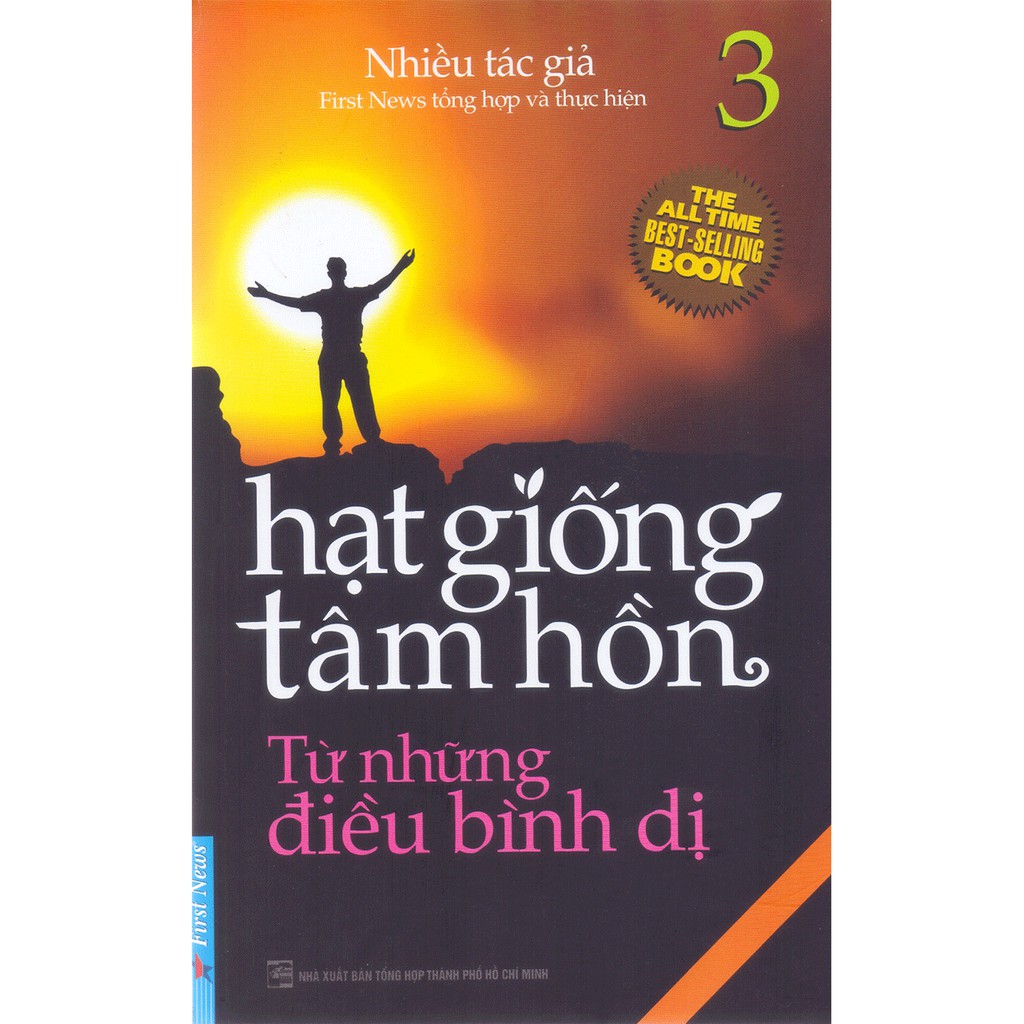 Nhiều tác giả
First News tổng hợp và thực hiện
3
THE
ALL TIME
BEST-SELLING
BOOK
hạt giống
tâm hồn
Từ những
điều bình dị
First News
NHÀ XUẤT BẢN TỔNG HỢP THÀNH PHỐ HỒ CHÍ MINH